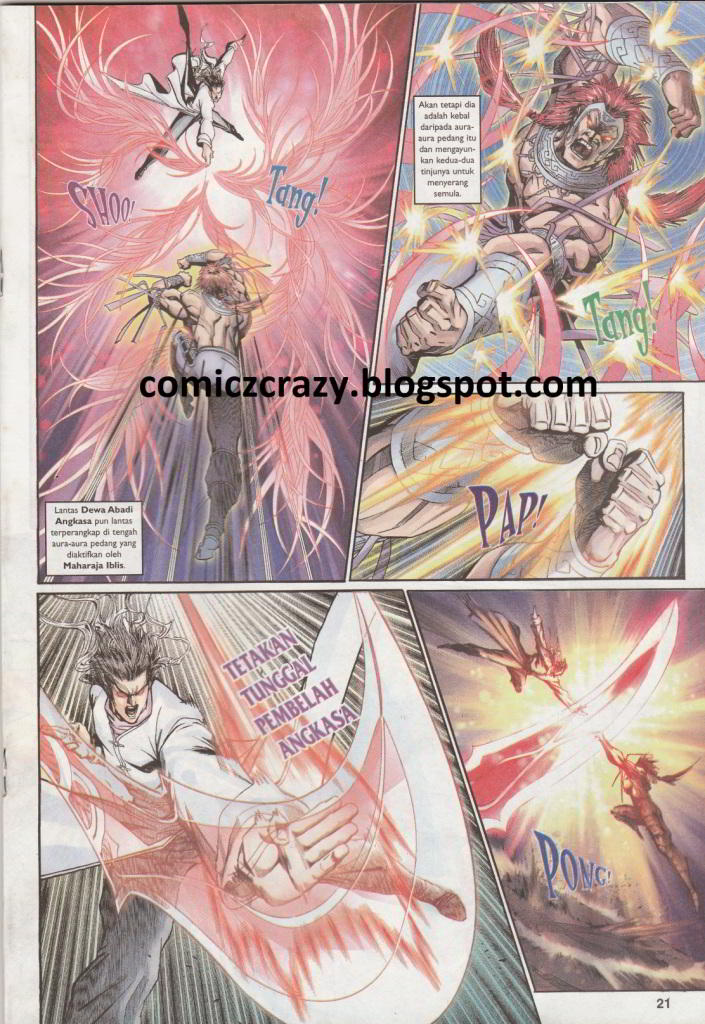 SHOO!
Tang!
Lantas Dewa Abadi
Angkasa pun lantas
terperangkap di tengah
aura-aura pedang yang
diaktifkan oleh
Maharaja Iblis.
Akan tetapi dia
adalah kebal
daripada aura-
aura pedang itu
dan mengayun-
kan kedua-dua
tinjunya untuk
menyerang
semula.
Tang!
comiczcrazy.blogspot.com
PAP!
TETAKAN
TUNGGAL
PEMBELAH
ANGKASA
PONG!
21